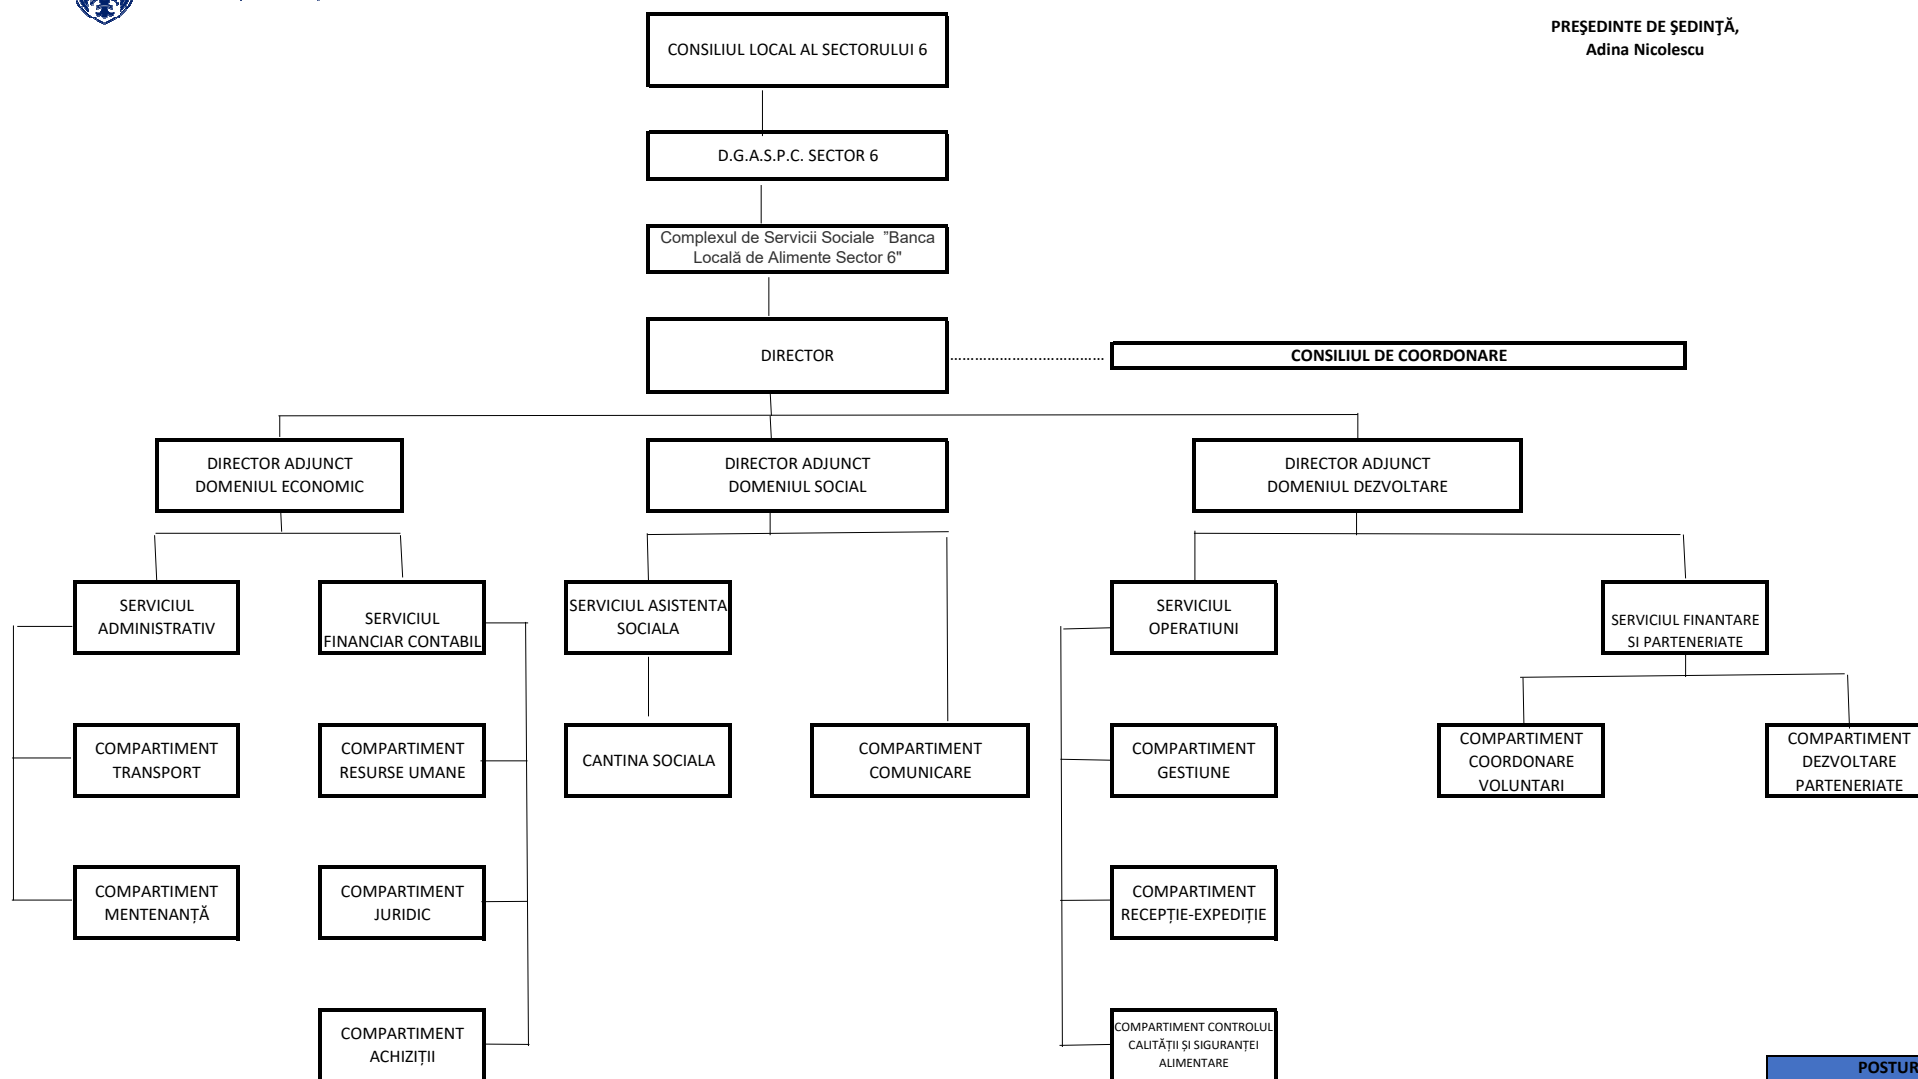 PREŞEDINTE DE ŞEDINŢĂ,
Adina Nicolescu
CONSILIUL LOCAL AL SECTORULUI 6
D.G.A.S.P.C. SECTOR 6
Complexul de Servicii Sociale "Banca
Locală de Alimente Sector 6"
DIRECTOR
CONSILIUL DE COORDONARE
DIRECTOR ADJUNCT
DOMENIUL ECONOMIC
DIRECTOR ADJUNCT
DOMENIUL SOCIAL
DIRECTOR ADJUNCT
DOMENIUL DEZVOLTARE
SERVICIUL
ADMINISTRATIV
SERVICIUL
FINANCIAR CONTABIL
SERVICIUL ASISTENTA
SOCIALA
SERVICIUL
OPERATIUNI
SERVICIUL FINANTARE
SI PARTENERIATE
COMPARTIMENT
TRANSPORT
COMPARTIMENT
RESURSE UMANE
CANTINA SOCIALA
COMPARTIMENT
COMUNICARE
COMPARTIMENT
GESTIUNE
COMPARTIMENT
COORDONARE
VOLUNTARI
COMPARTIMENT
DEZVOLTARE
PARTENERIATE
COMPARTIMENT
MENTENANȚĂ
COMPARTIMENT
JURIDIC
COMPARTIMENT
RECEPȚIE-EXPEDIȚIE
COMPARTIMENT
ACHIZIȚII
COMPARTIMENT CONTROLUL
CALITĂȚII ȘI SIGURANȚEI
ALIMENTARE
POSTUR